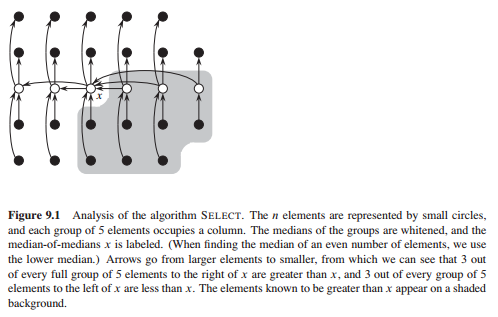 x
Figure 9.1 Analysis of the algorithm SELECT. The n elements are represented by small circles,
and each group of 5 elements occupies a column. The medians of the groups are whitened, and the
median-of-medians x is labeled. (When finding the median of an even number of elements, we use
the lower median.) Arrows go from larger elements to smaller, from which we can see that 3 out
of every full group of 5 elements to the right of x are greater than x, and 3 out of every group of 5
elements to the left of x are less than x. The elements known to be greater than x appear on a shaded
background.